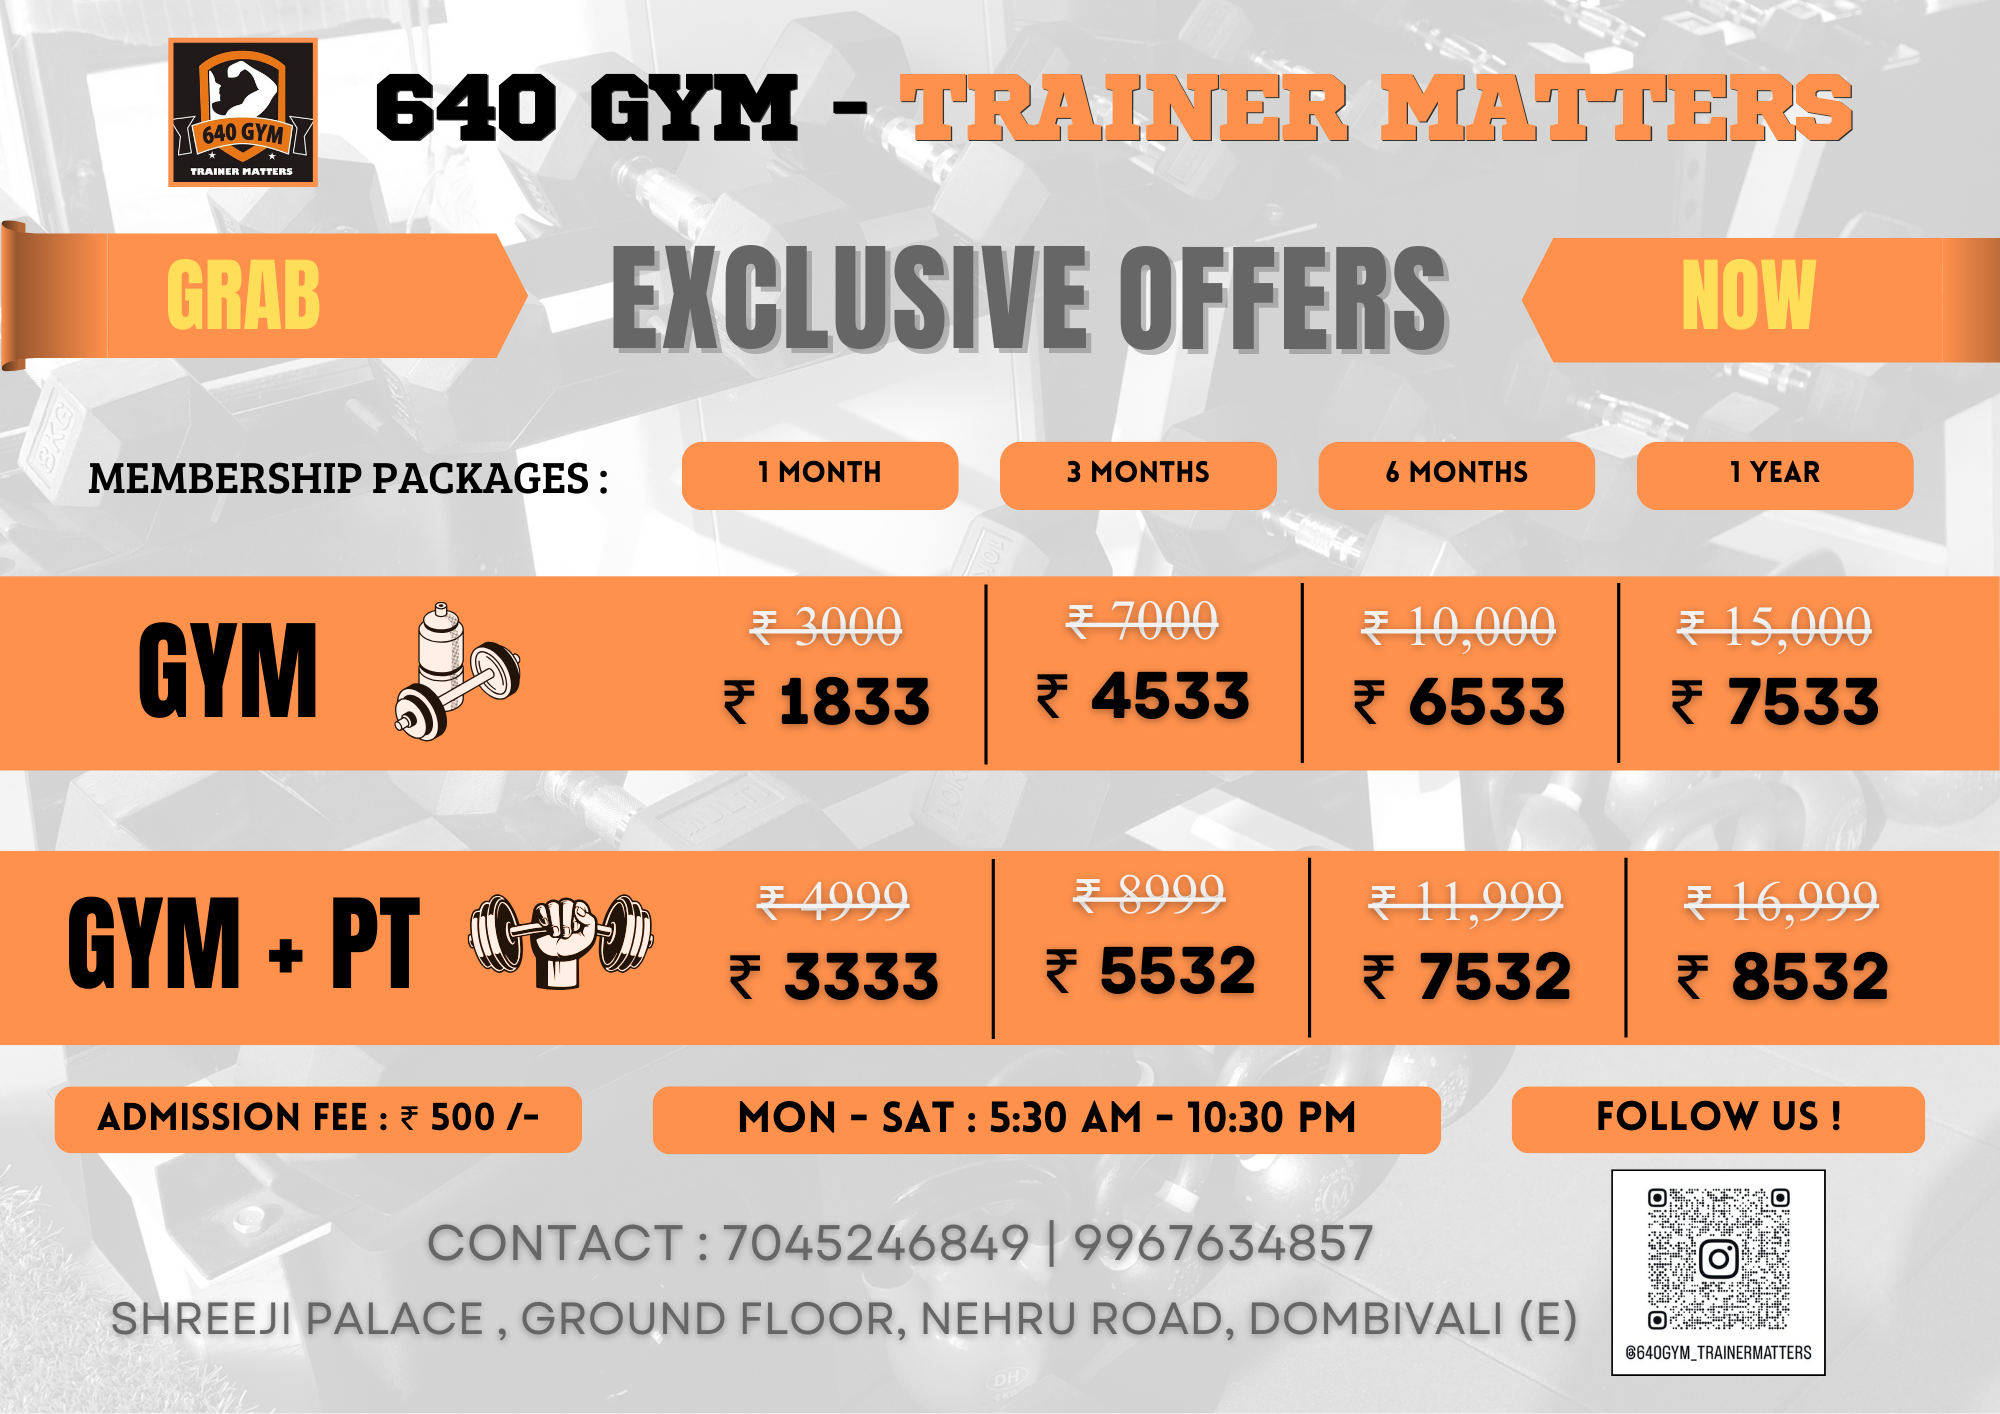 640 GYM
TRAINER MATTERS
640 GYM - TRAINER MATTERS
GRAB
EXCLUSIVE OFFERS
NOW
MEMBERSHIP PACKAGES :
1 MONTH
3 MONTHS
6 MONTHS
1 YEAR
GYM
₹ 3000
₹ 7000
₹ 10,000
₹ 15,000
₹ 1833
₹ 4533
₹ 6533
₹ 7533
GYM + PT
₹ 4999
₹ 8999
₹ 11,999
₹ 16,999
₹ 3333
₹ 5532
₹ 7532
₹ 8532
ADMISSION FEE : ₹ 500 /-
MON - SAT : 5:30 AM - 10:30 PM
FOLLOW US !
CONTACT : 7045246849 | 9967634857
SHREEJI PALACE , GROUND FLOOR, NEHRU ROAD, DOMBIVALI (E)
@640GYM_TRAINERMATTERS